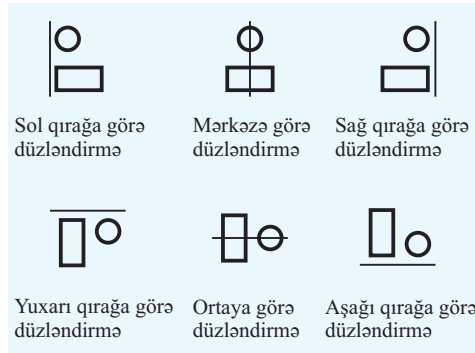 Sol qırağa görə
düzləndirmə
Mərkəzə görə
düzləndirmə
Sağ qırağa görə
düzləndirmə
Yuxarı qırağa görə
düzləndirmə
Ortaya görə
düzləndirmə
Aşağı qırağa görə
düzləndirmə